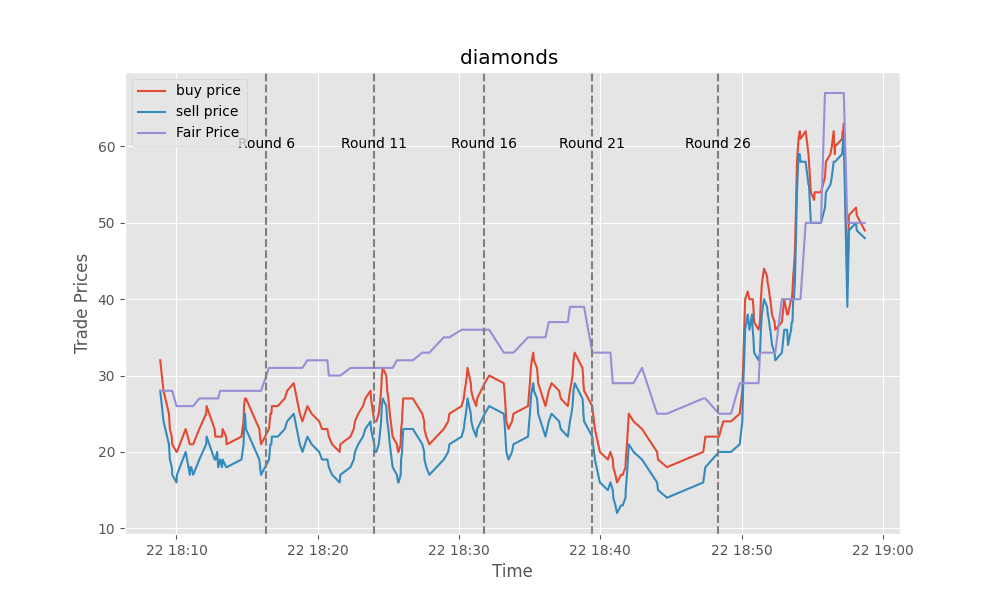 diamonds
buy price
sell price
Fair Price
Round 6 Round 11 Round 16 Round 21 Round 26
60
50
40
30
20
10
Trade Prices
22 18:10 22 18:20 22 18:30 22 18:40 22 18:50 22 19:00
Time